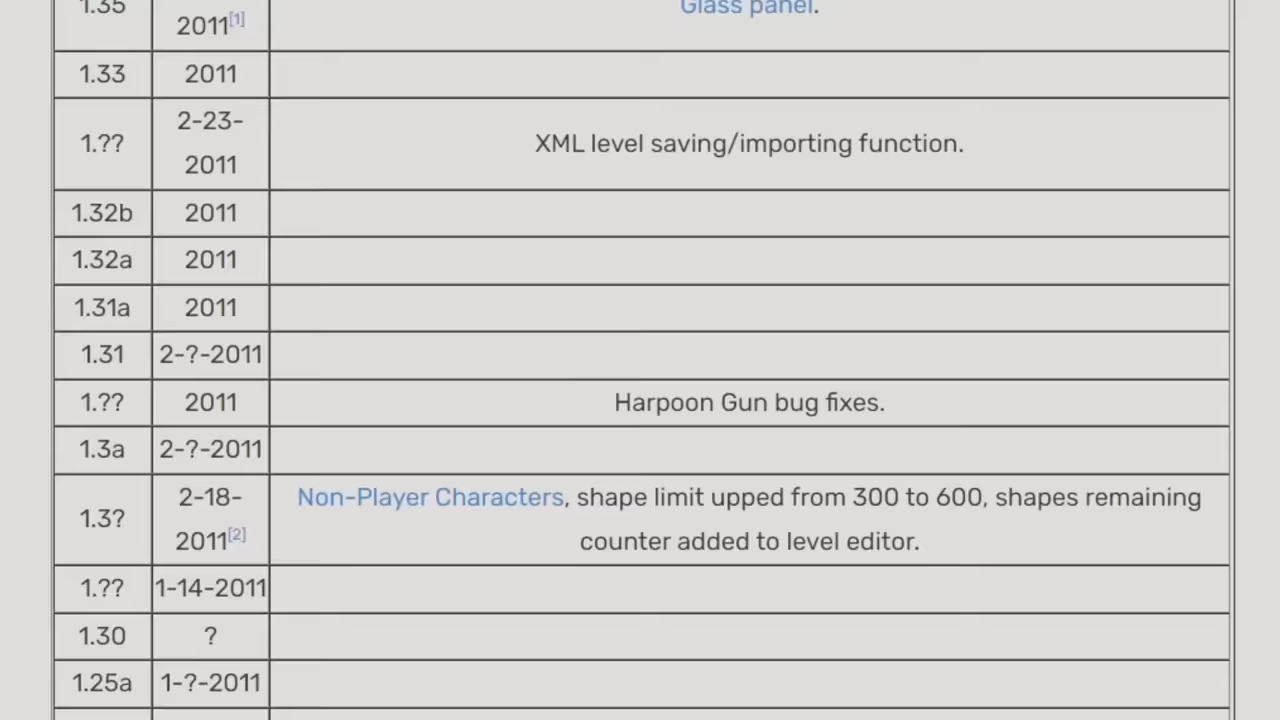 1.35
2011[1]
Glass panel.
1.33 2011
1.??
2-23-
2011
XML level saving/importing function.
1.32b 2011
1.32a 2011
1.31a 2011
1.31 2-?-2011
1.?? 2011 Harpoon Gun bug fixes.
1.3a 2-?-2011
1.3?
2-18-
2011[2]
Non-Player Characters, shape limit upped from 300 to 600, shapes remaining
counter added to level editor.
1.?? 1-14-2011
1.30 ?
1.25a 1-?-2011